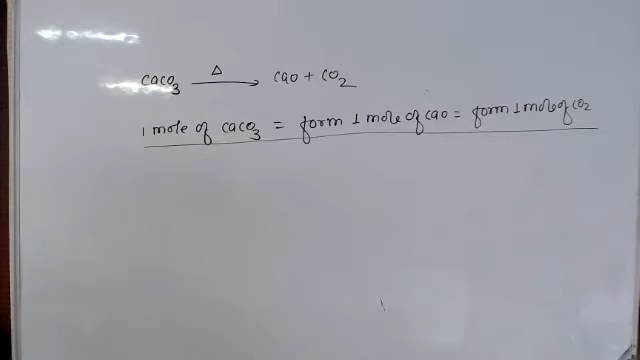 CaCO3 —Δ→ CaO + CO2
1 mole of CaCO3 = form 1 mole of CaO = form 1 mole of CO2